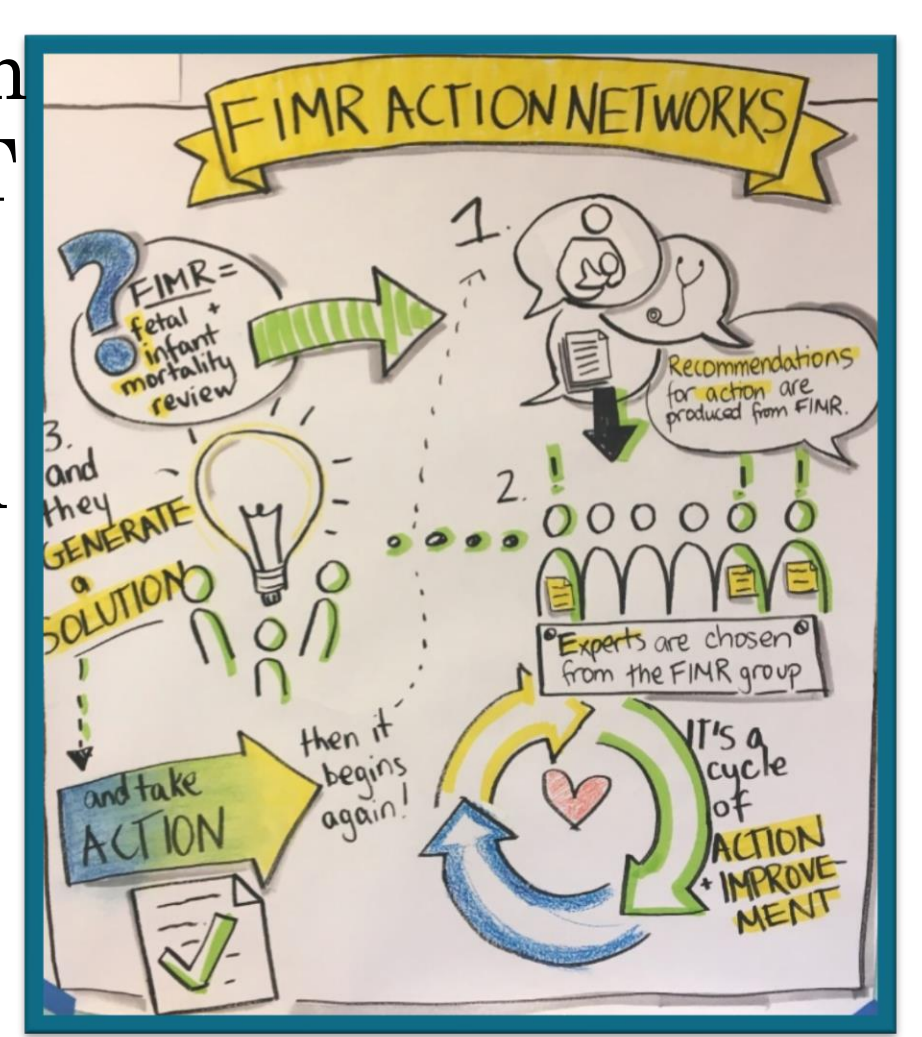 FIMR ACTION NETWORKS
FIMR =
fetal +
infant
mortality
review
1.
Recommendations
for action are
produced from FIMR.
2.
Experts are chosen
from the FIMR group
3.
and
they
GENERATE
a
SOLUTION
and take
ACTION
then it
begins
again!
IT'S a
cycle
of
ACTION
+ IMPROVE-
MENT